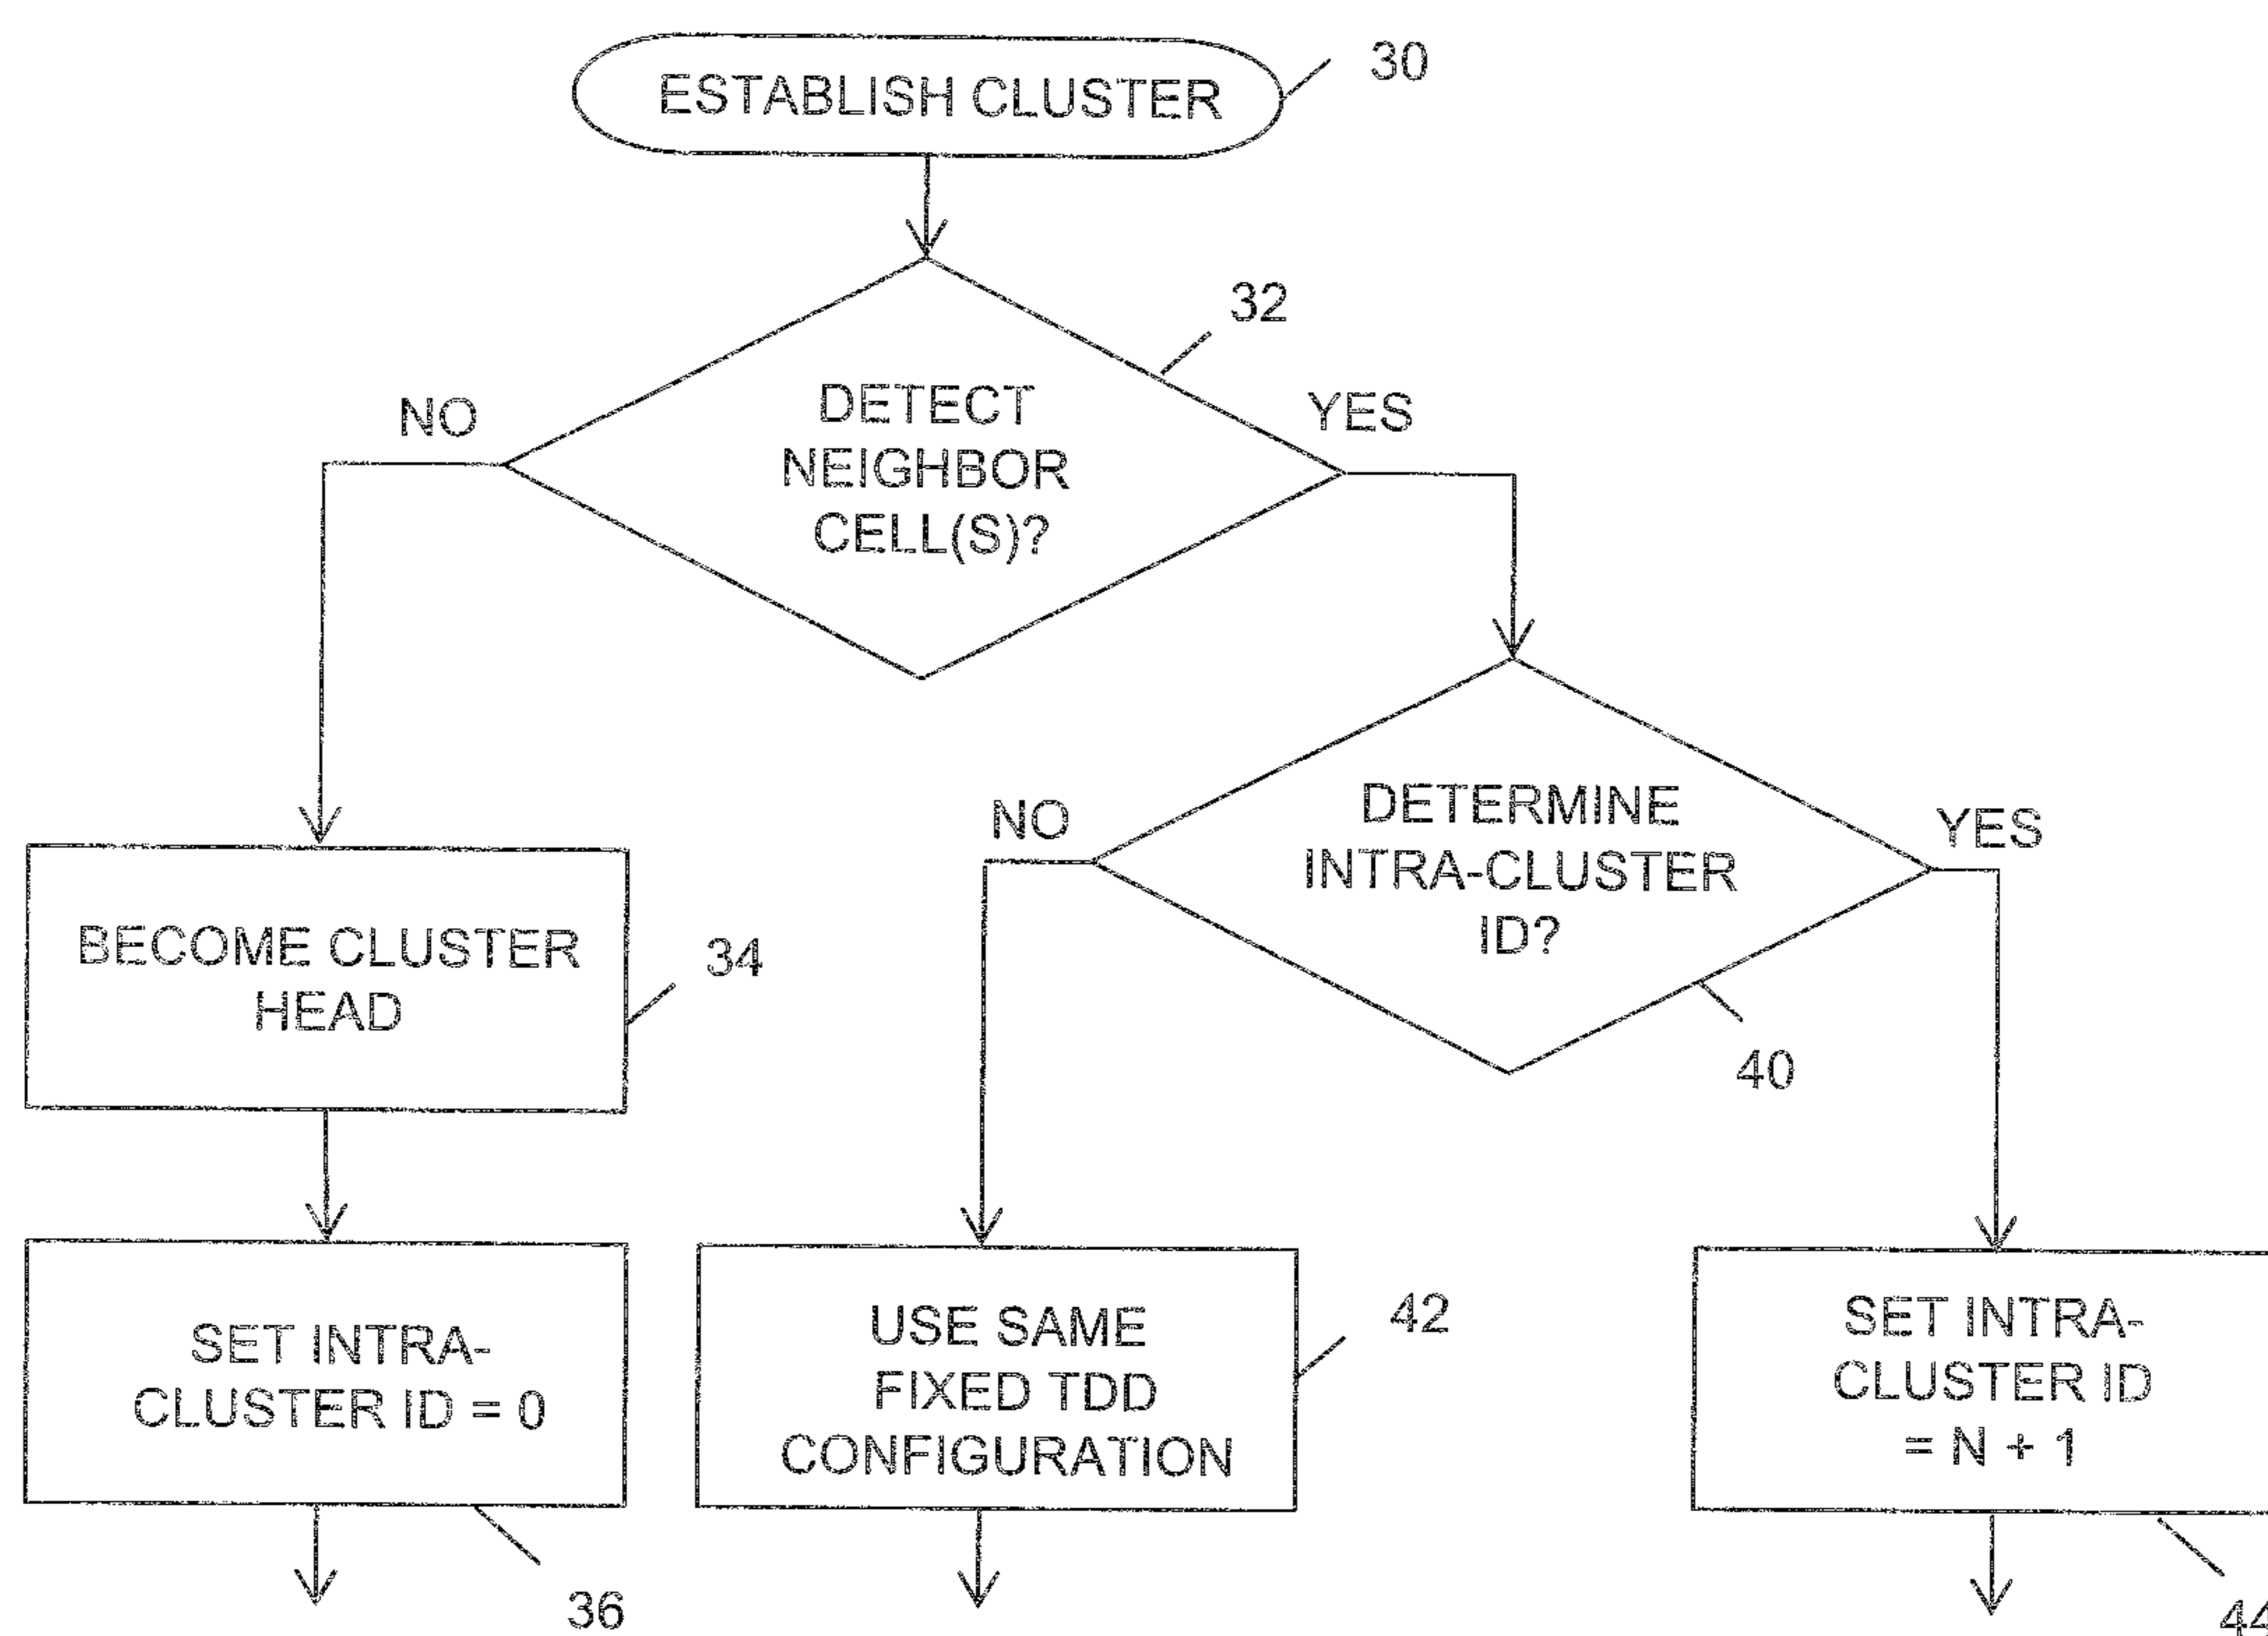 ESTABLISH CLUSTER
30
32
DETECT
NEIGHBOR
CELL(S)?
NO
YES
DETERMINE
INTRA-CLUSTER
ID?
NO
YES
40
BECOME CLUSTER
HEAD
34
SET INTRA-
CLUSTER ID = 0
36
USE SAME
FIXED TDD
CONFIGURATION
42
SET INTRA-
CLUSTER ID
= N + 1
44